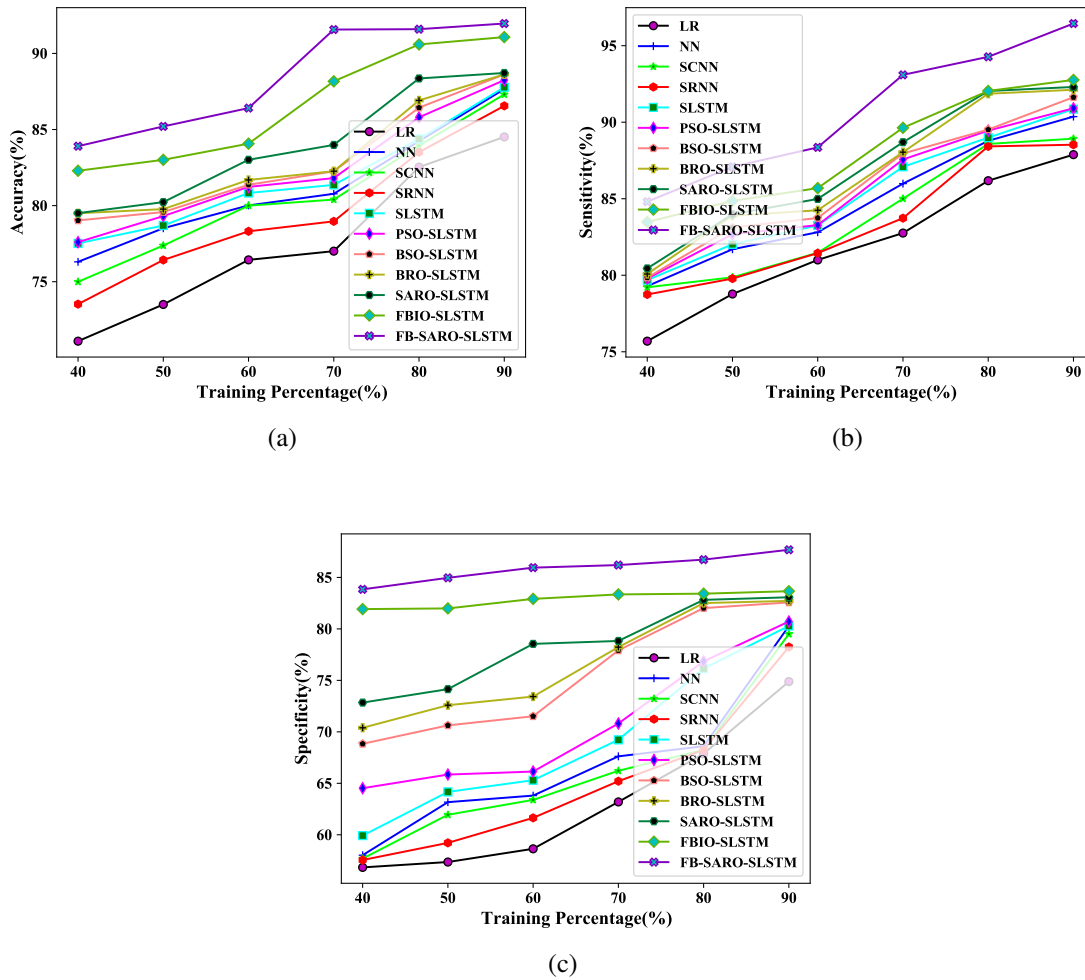 90
85
80
75
Accuracy(%)
LR
NN
SCNN
SRNN
SLSTM
PSO-SLSTM
BSO-SLSTM
BRO-SLSTM
SARO-SLSTM
FBIO-SLSTM
FB-SARO-SLSTM
40 50 60 70 80 90
Training Percentage(%)
(a)
95
90
85
80
75
Sensitivity(%)
LR
NN
SCNN
SRNN
SLSTM
PSO-SLSTM
BSO-SLSTM
BRO-SLSTM
SARO-SLSTM
FBIO-SLSTM
FB-SARO-SLSTM
40 50 60 70 80 90
Training Percentage(%)
(b)
85
80
75
70
65
60
Specificity(%)
LR
NN
SCNN
SRNN
SLSTM
PSO-SLSTM
BSO-SLSTM
BRO-SLSTM
SARO-SLSTM
FBIO-SLSTM
FB-SARO-SLSTM
40 50 60 70 80 90
Training Percentage(%)
(c)